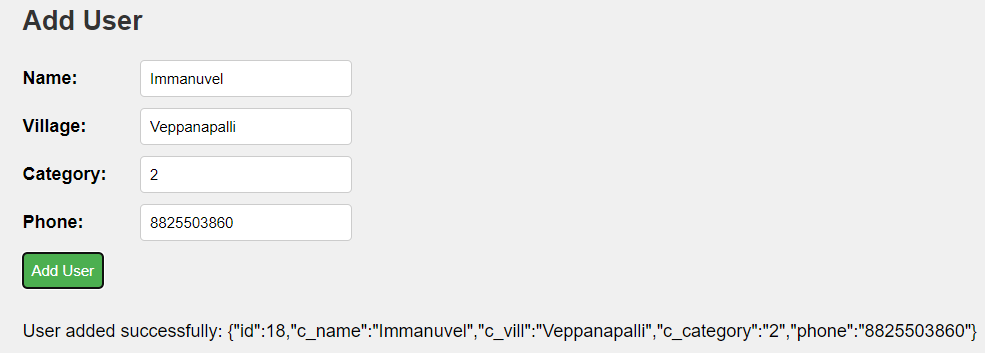 Add User
Name: Immanuvel
Village: Veppanapalli
Category: 2
Phone: 8825503860
Add User
User added successfully: {"id":18,"c_name":"Immanuvel","c_vill":"Veppanapalli","c_category":"2","phone":"8825503860"}